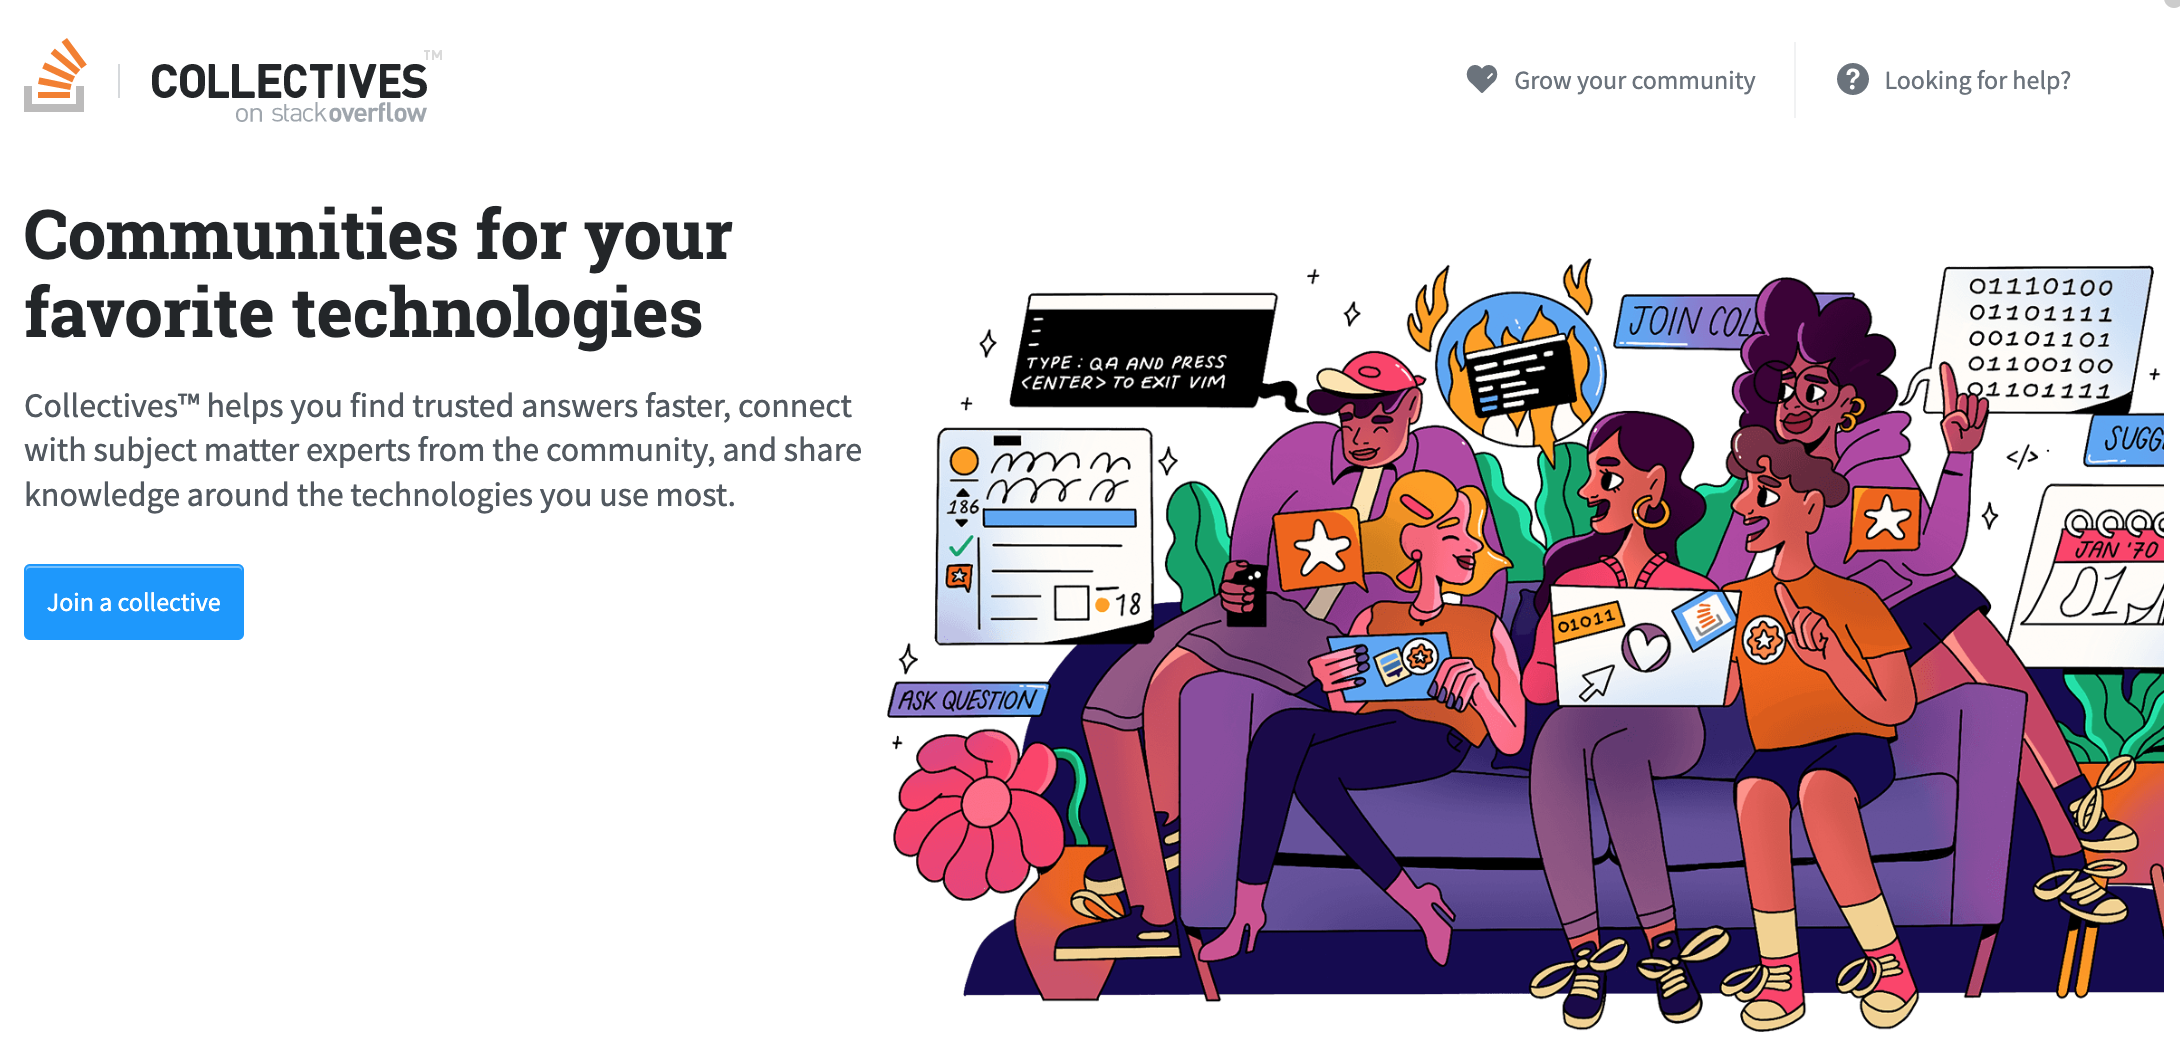 COLLECTIVES™
on stackoverflow
Grow your community
Looking for help?
Communities for your
favorite technologies
Collectives™ helps you find trusted answers faster, connect
with subject matter experts from the community, and share
knowledge around the technologies you use most.
Join a collective
TYPE : QA AND PRESS
<ENTER> TO EXIT VIM
JOIN COL
01110100
01101111
00101101
01100100
01101111
SUGG
</>
186
18
JAN '70
01
01011
ASK QUESTION